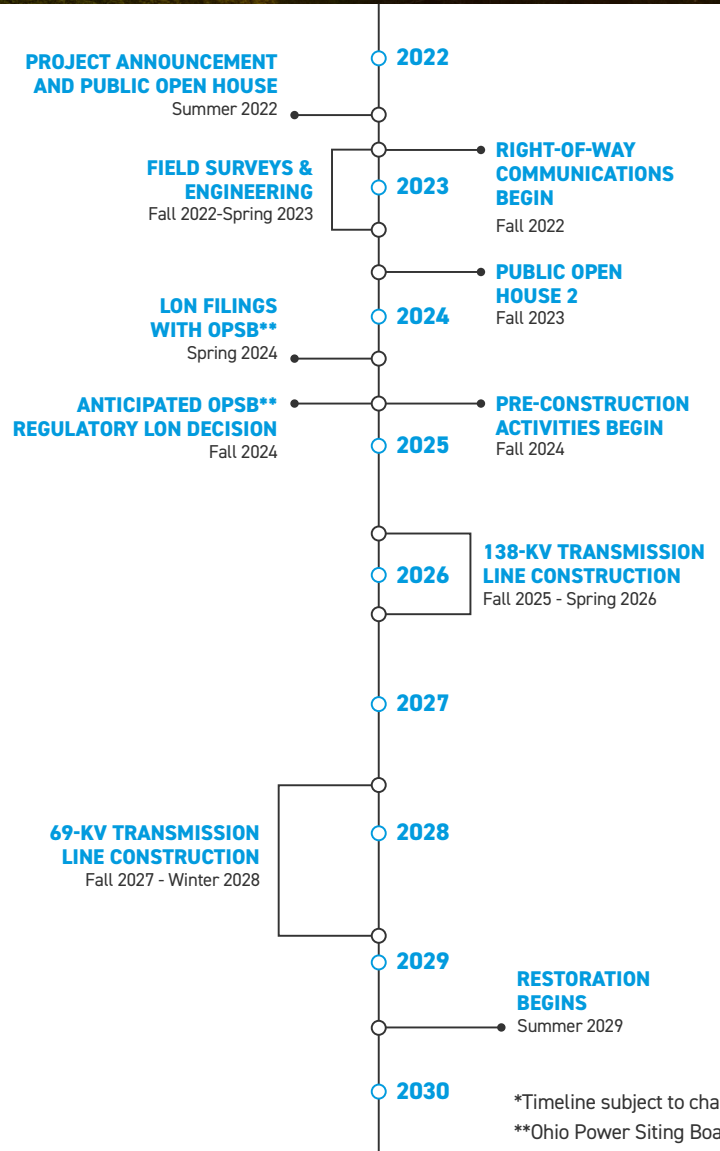 2022
PROJECT ANNOUNCEMENT
AND PUBLIC OPEN HOUSE
Summer 2022
RIGHT-OF-WAY
COMMUNICATIONS
BEGIN
Fall 2022
FIELD SURVEYS &
ENGINEERING
Fall 2022-Spring 2023
2023
PUBLIC OPEN
HOUSE 2
Fall 2023
LON FILINGS
WITH OPSB**
Spring 2024
2024
ANTICIPATED OPSB**
REGULATORY LON DECISION
Fall 2024
PRE-CONSTRUCTION
ACTIVITIES BEGIN
Fall 2024
2025
138-KV TRANSMISSION
LINE CONSTRUCTION
Fall 2025 - Spring 2026
2026
2027
69-KV TRANSMISSION
LINE CONSTRUCTION
Fall 2027 - Winter 2028
2028
2029
RESTORATION
BEGINS
Summer 2029
2030
*Timeline subject to
**Ohio Power Siting